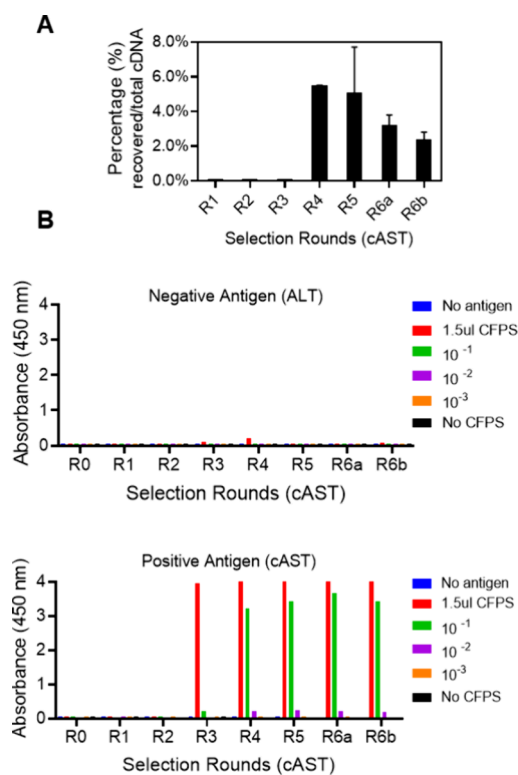 A
Percentage (%)
recovered/total cDNA
8.0%
6.0%
4.0%
2.0%
0.0%
R1 R2 R3 R4 R5 R6a R6b
Selection Rounds (cAST)
B
Negative Antigen (ALT)
Absorbance (450 nm)
4
3
2
1
0
R0 R1 R2 R3 R4 R5 R6a R6b
Selection Rounds (cAST)
No antigen
1.5ul CFPS
10 -1
10 -2
10-3
No CFPS
Positive Antigen (cAST)
Absorbance (450 nm)
4
3
2
1
0
R0 R1 R2 R3 R4 R5 R6a R6b
Selection Rounds (cAST)
No antigen
1.5ul CFPS
10 -1
10 -2
10-3
No CFPS